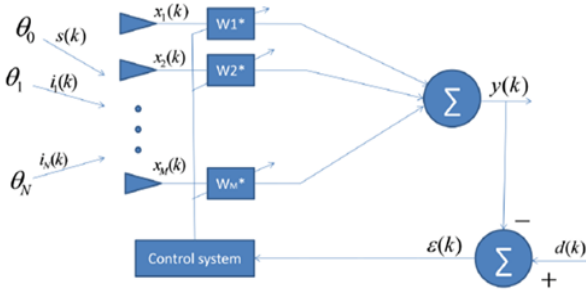 θ₀ s(k) x₁(k) W1*
x₂(k) W2*
θ₁ i₁(k)
∑ y(k)
θN iN(k) xM(k) WM*
−
Control system ε(k) ∑ d(k)
+